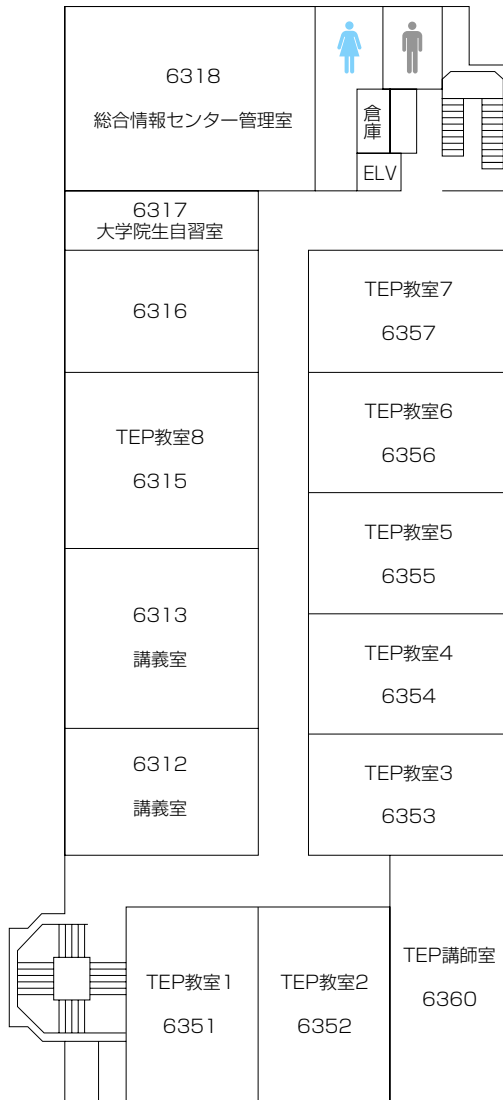 6318
総合情報センター管理室
倉
庫
ELV
6317
大学院生自習室
6316
TEP教室7
6357
TEP教室8
6315
TEP教室6
6356
TEP教室5
6355
6313
講義室
TEP教室4
6354
6312
講義室
TEP教室3
6353
TEP教室1
6351
TEP教室2
6352
TEP講師室
6360